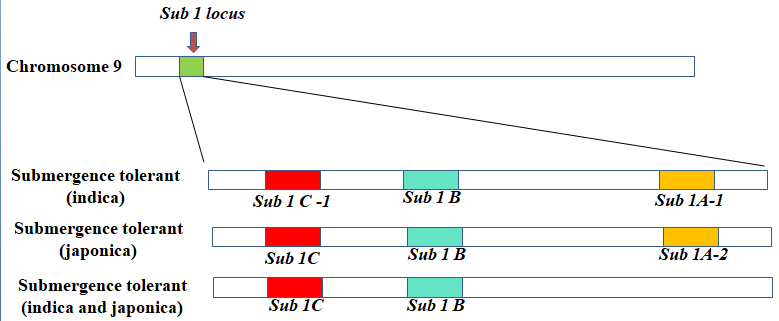 Sub 1 locus
Chromosome 9
Submergence tolerant
(indica)
Sub 1 C -1
Sub 1 B
Sub 1A-1
Submergence tolerant
(japonica)
Sub 1C
Sub 1 B
Sub 1A-2
Submergence tolerant
(indica and japonica)
Sub 1C
Sub 1 B